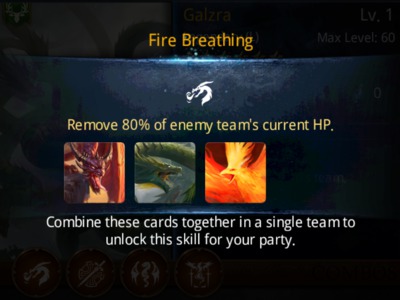 Galzra
Lv. 1
Max Level: 60
Fire Breathing
Remove 80% of enemy team's current HP.
Combine these cards together in a single team to
unlock this skill for your party.